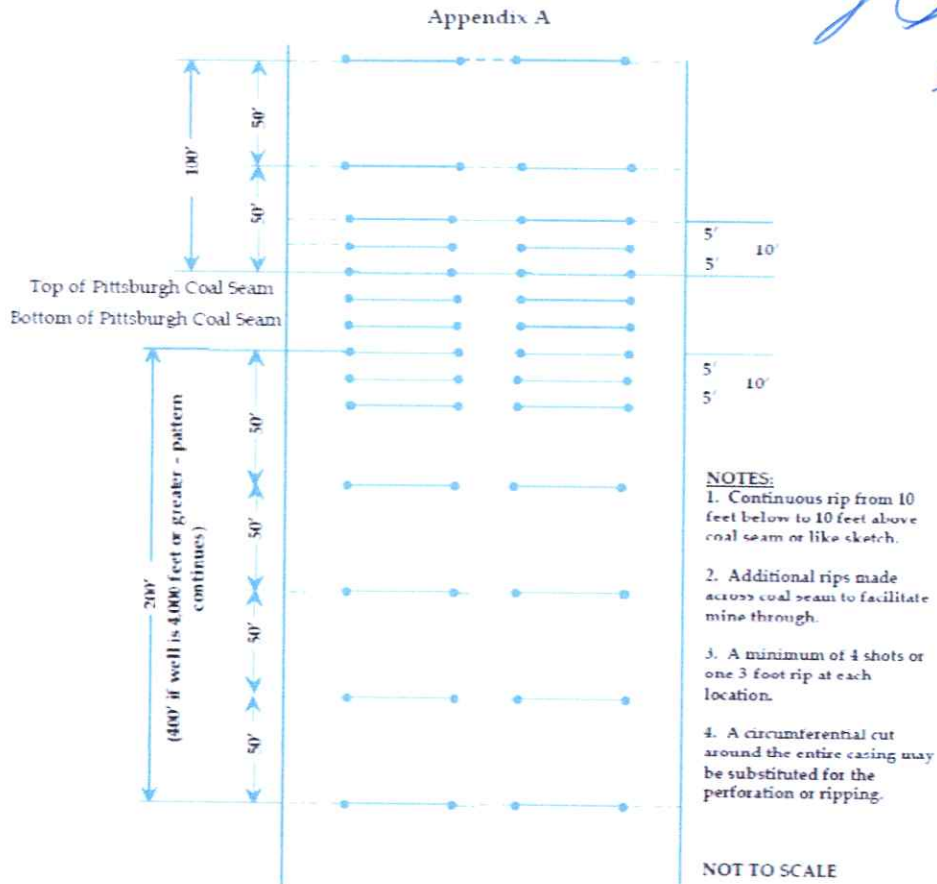 Appendix A
100'
50'
50'
5'
5'
10'
Top of Pittsburgh Coal Seam
Bottom of Pittsburgh Coal Seam
5'
5'
10'
200'
(400' if well is 4,000 feet or greater - pattern
continues)
50'
50'
50'
50'
NOTES:
1. Continuous rip from 10
feet below to 10 feet above
coal seam or like sketch.
2. Additional rips made
across coal seam to facilitate
mine through.
3. A minimum of 4 shots or
one 3 foot rip at each
location.
4. A circumferential cut
around the entire casing may
be substituted for the
perforation or ripping.
NOT TO SCALE